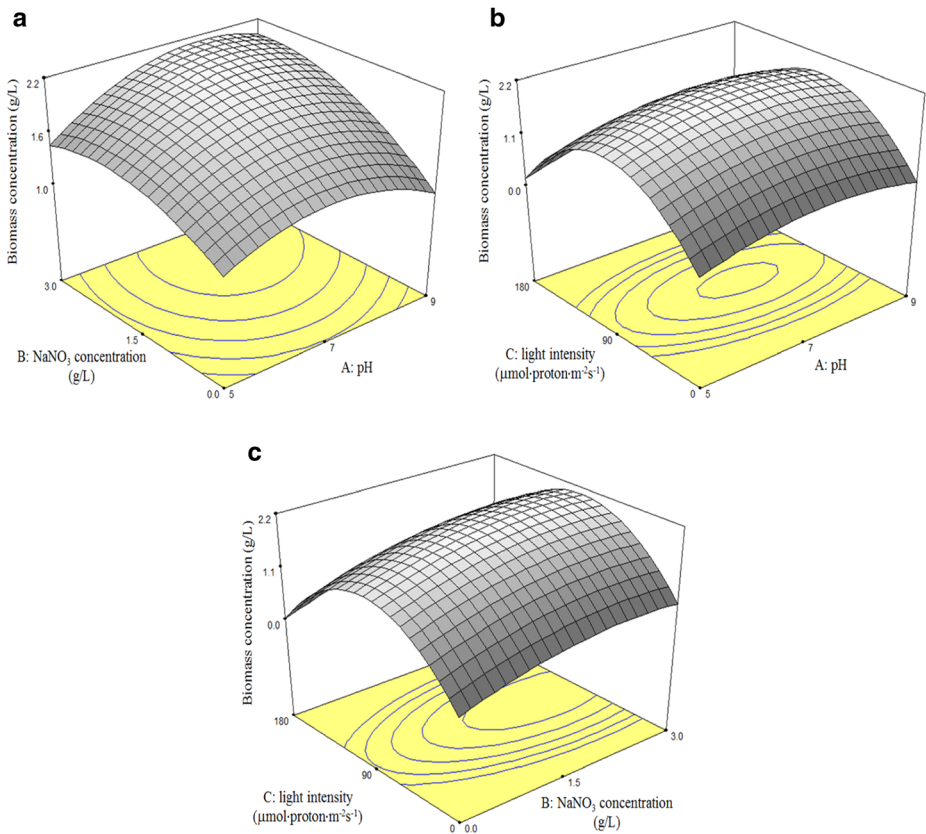 a
Biomass concentration (g/L)
2.2
1.6
1.0
3.0
1.5
0.0
5
7
9
B: NaNO₃ concentration
(g/L)
A: pH
b
Biomass concentration (g/L)
2.2
1.1
0.0
180
90
0
5
7
9
C: light intensity
(μmol·proton·m⁻²s⁻¹)
A: pH
c
Biomass concentration (g/L)
2.2
1.1
0.0
180
90
0
0.0
1.5
3.0
C: light intensity
(μmol·proton·m⁻²s⁻¹)
B: NaNO₃ concentration
(g/L)